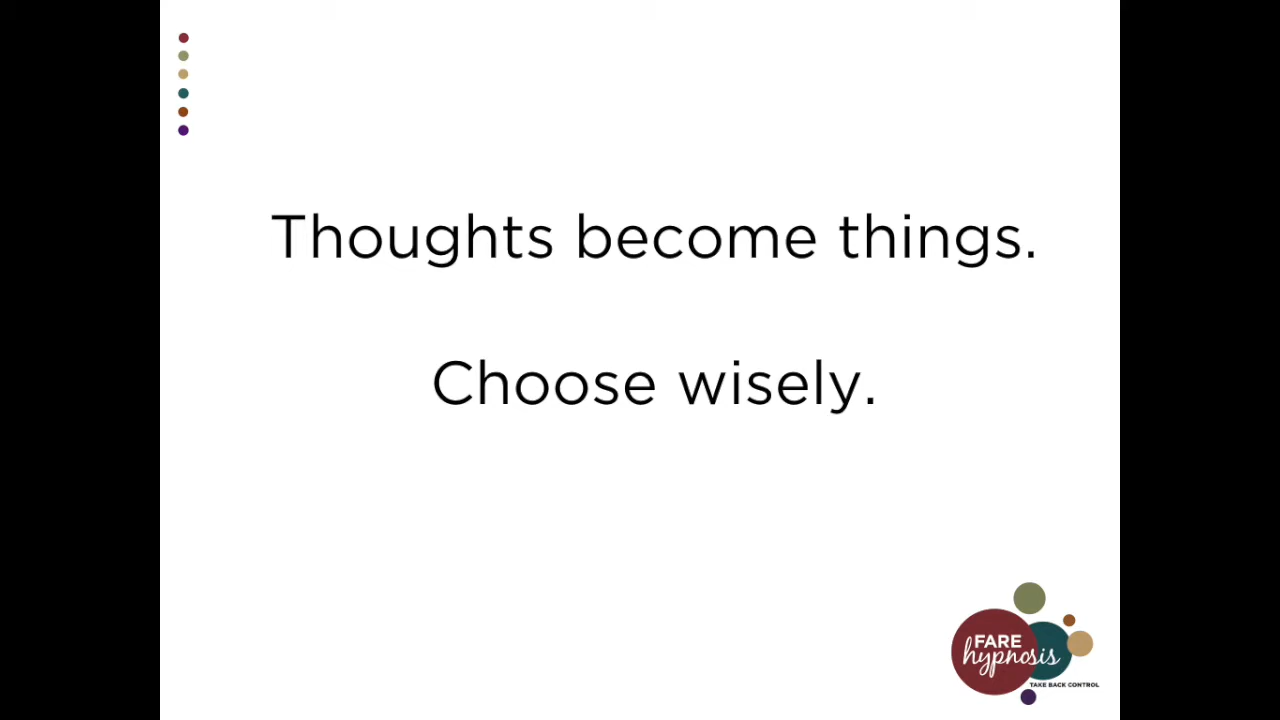 Thoughts become things.
Choose wisely.
FARE
hypnosis
TAKE BACK CONTROL